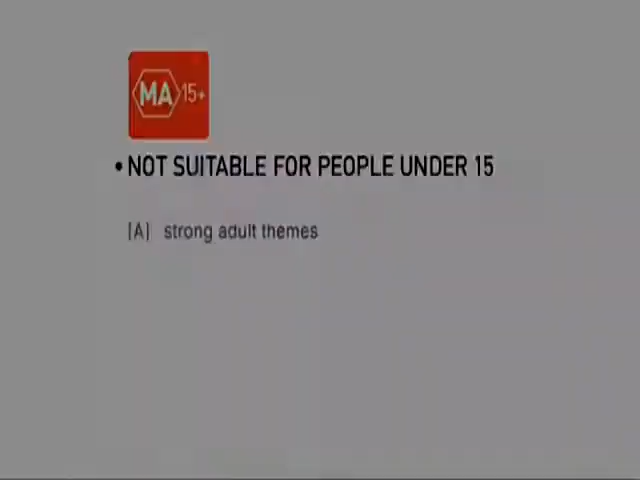 MA 15+
• NOT SUITABLE FOR PEOPLE UNDER 15
[A] strong adult themes